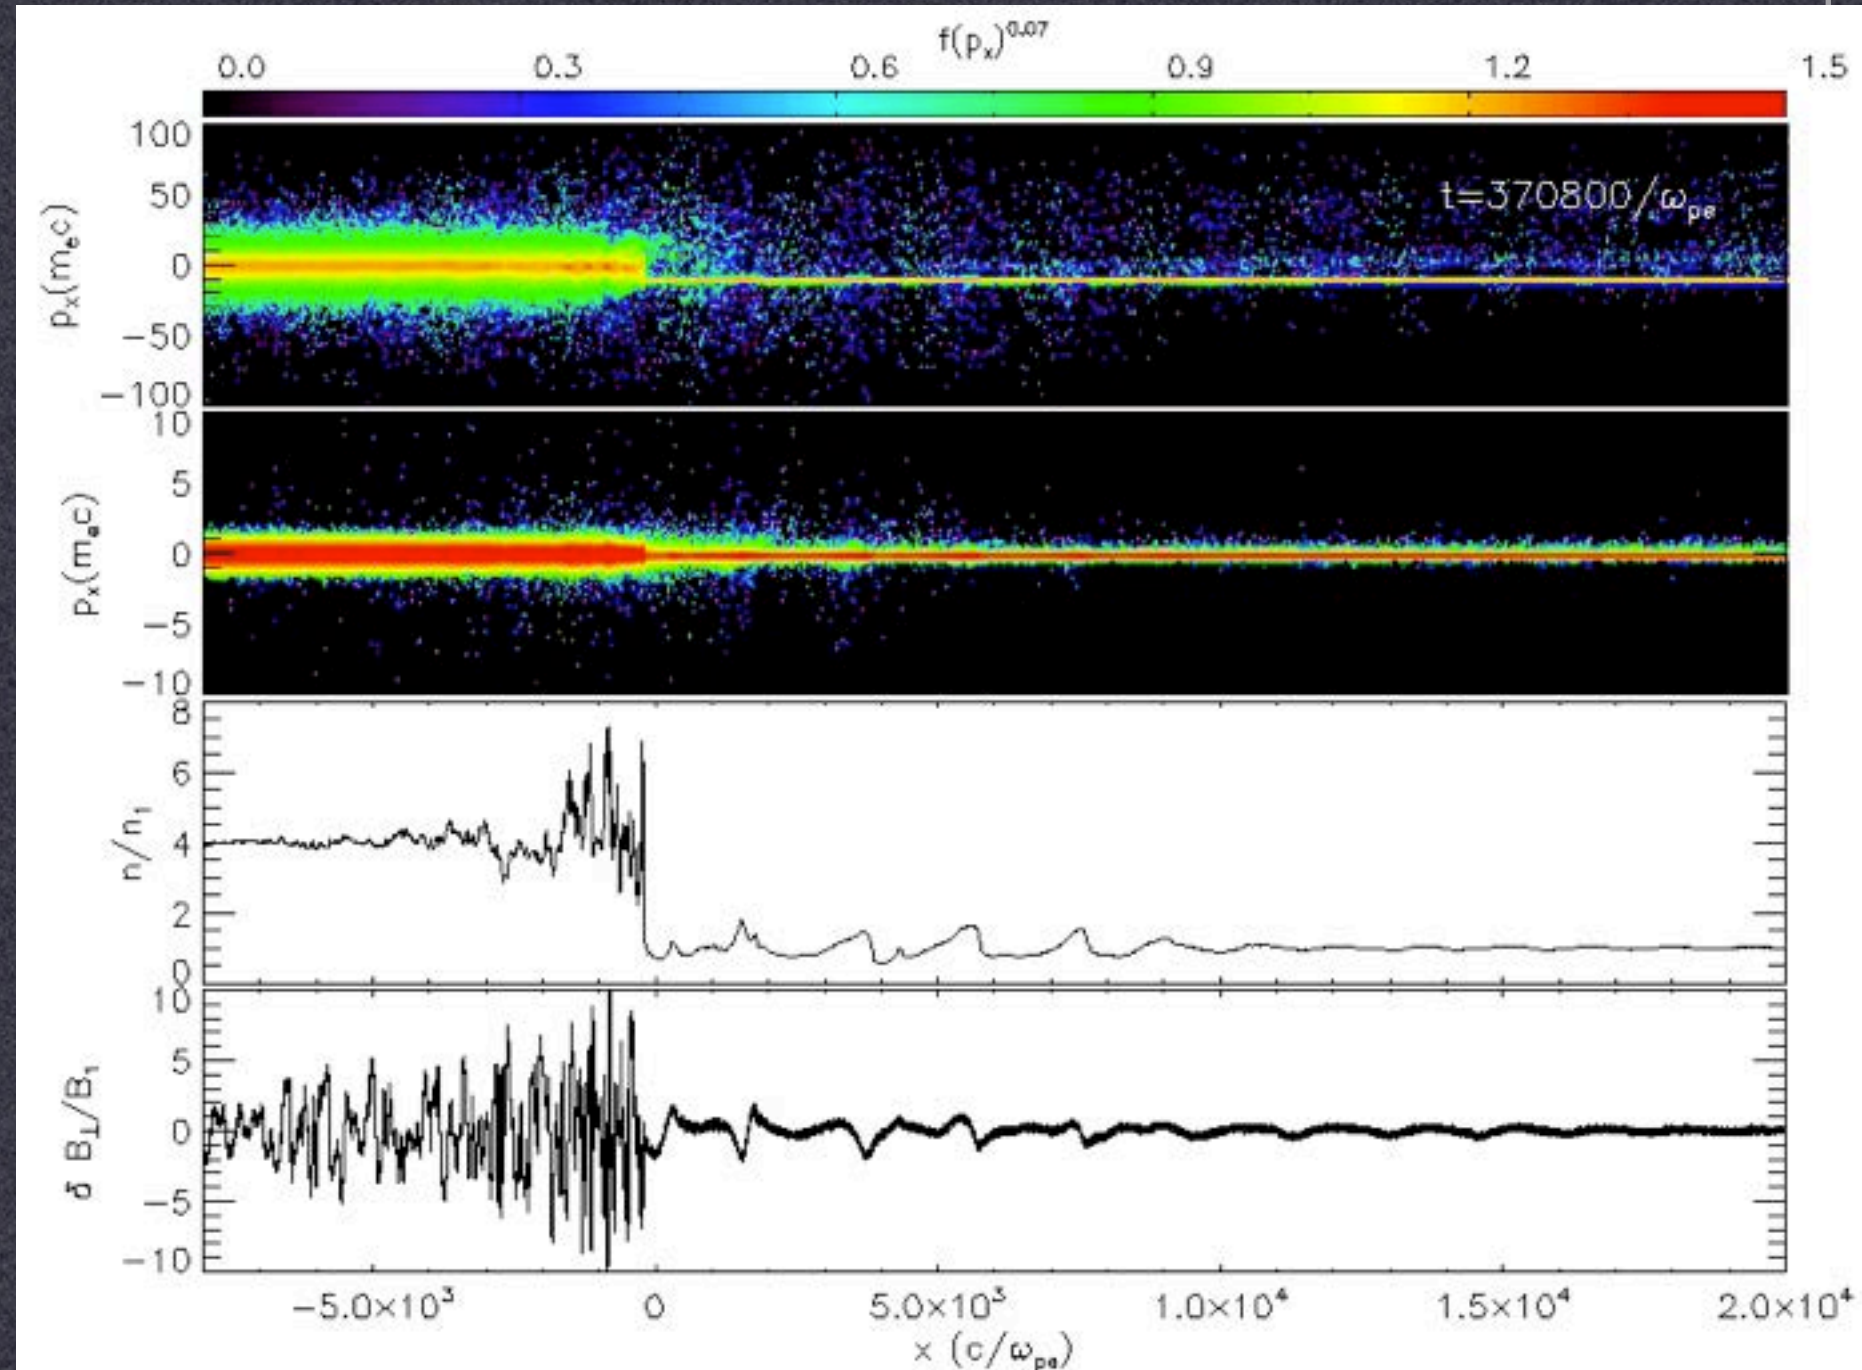 f(pₓ)^0.07
0.0 0.3 0.6 0.9 1.2 1.5
100
50
0
−50
−100
pₓ(mₑc)
t=370800/ωₚₑ
10
5
0
−5
−10
pₓ(mₑc)
8
6
4
2
0
n/n₁
10
5
0
−5
−10
δ B⊥/B₁
−5.0×10³ 0 5.0×10³ 1.0×10⁴ 1.5×10⁴ 2.0×10⁴
x (c/ωₚₑ)